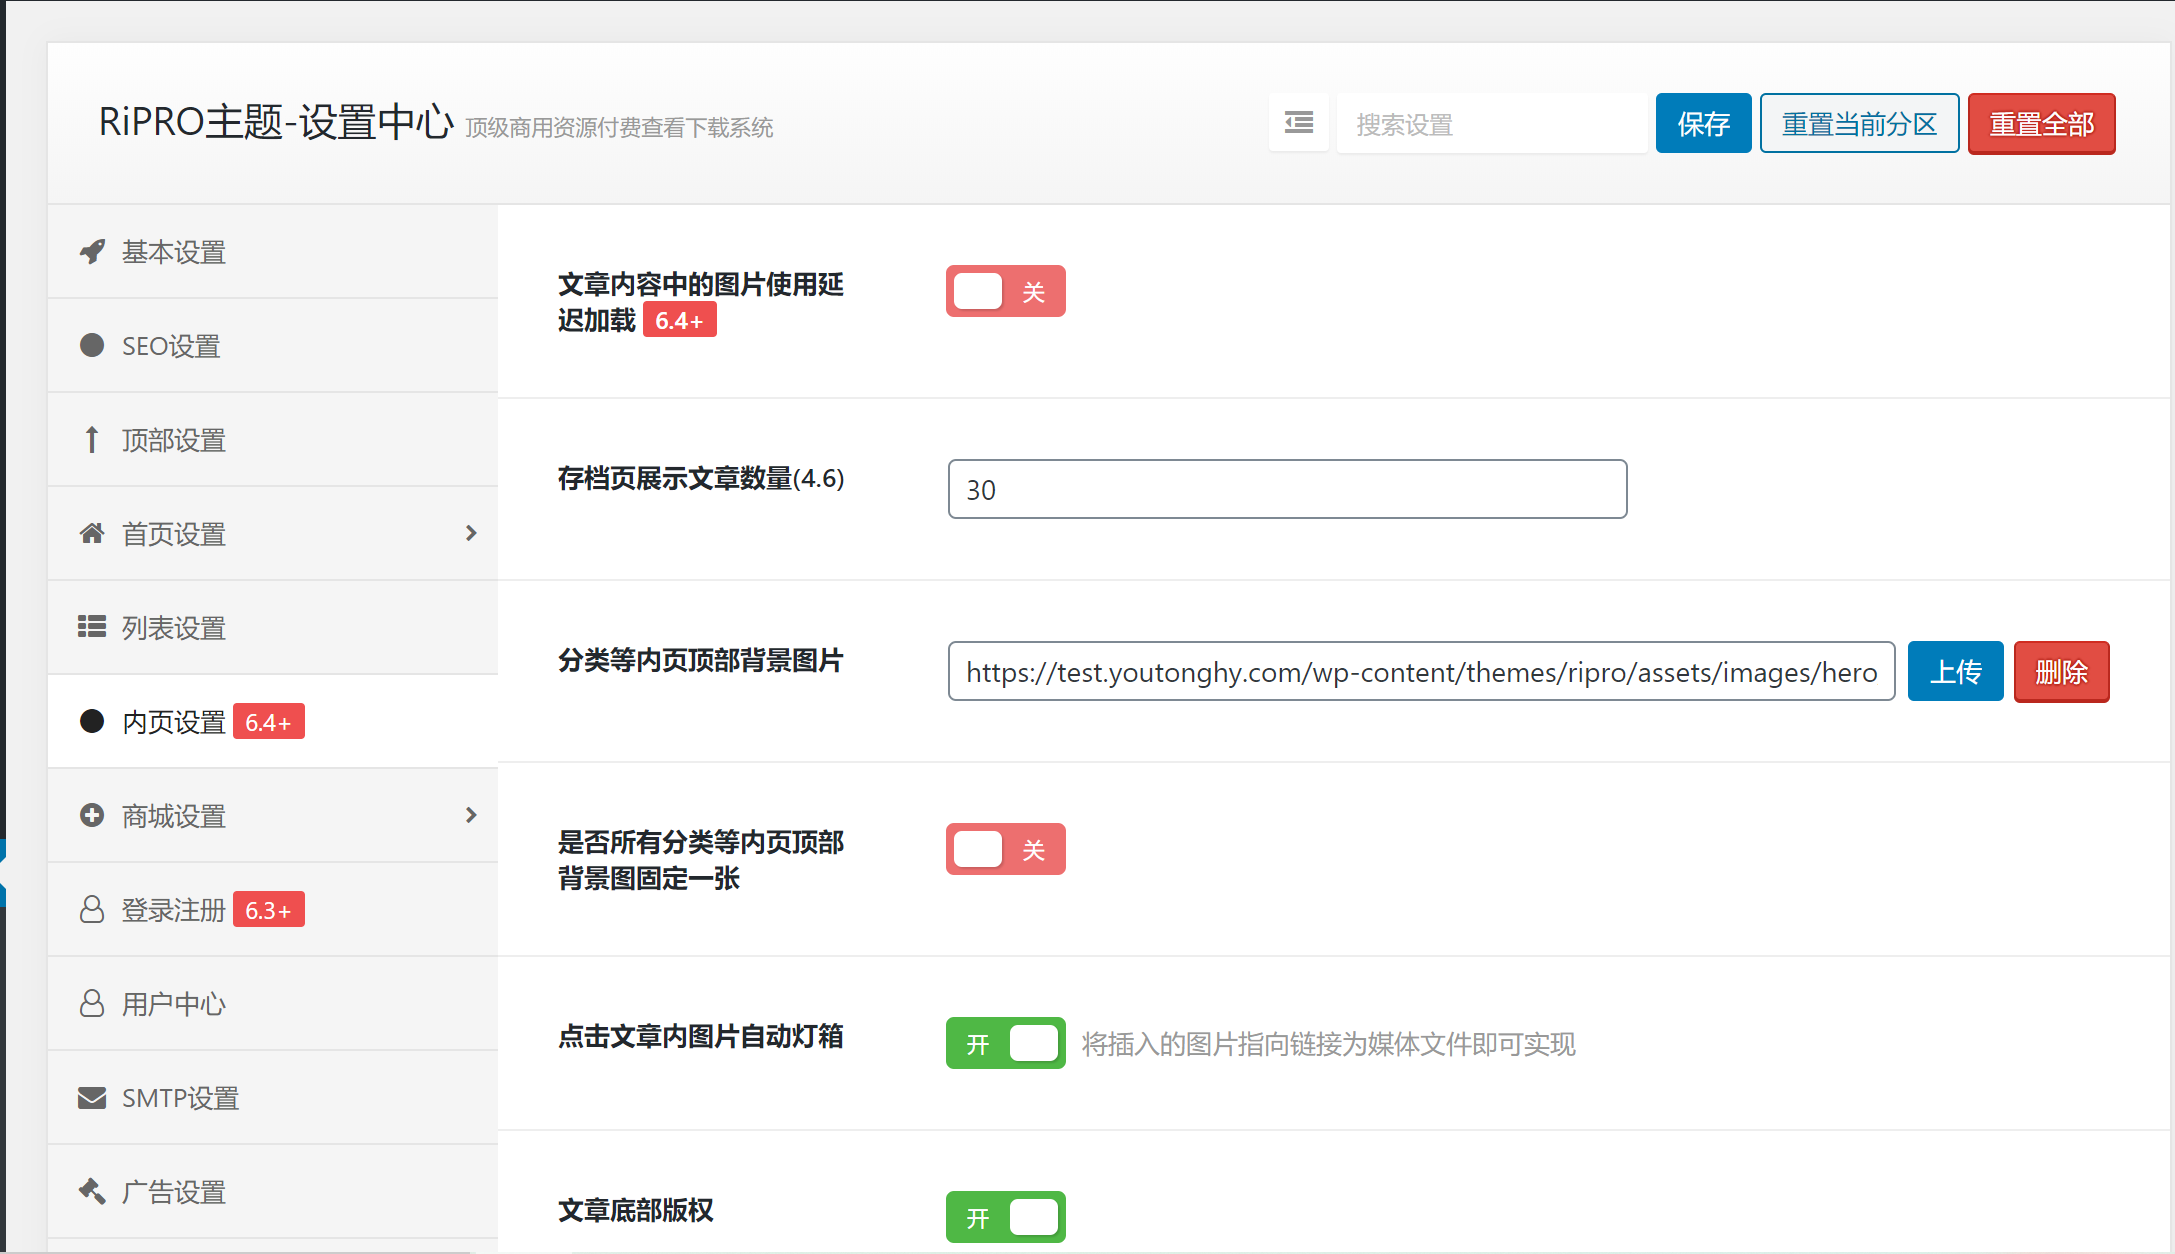 RiPRO主题-设置中心 顶级商用资源付费查看下载系统
搜索设置
保存
重置当前分区
重置全部
基本设置
SEO设置
顶部设置
首页设置
列表设置
内页设置 6.4+
商城设置
登录注册 6.3+
用户中心
SMTP设置
广告设置
文章内容中的图片使用延
迟加载 6.4+
关
存档页展示文章数量(4.6)
30
分类等内页顶部背景图片
https://test.youtonghy.com/wp-content/themes/ripro/assets/images/hero
上传
删除
是否所有分类等内页顶部
背景图固定一张
关
点击文章内图片自动灯箱
开
将插入的图片指向链接为媒体文件即可实现
文章底部版权
开